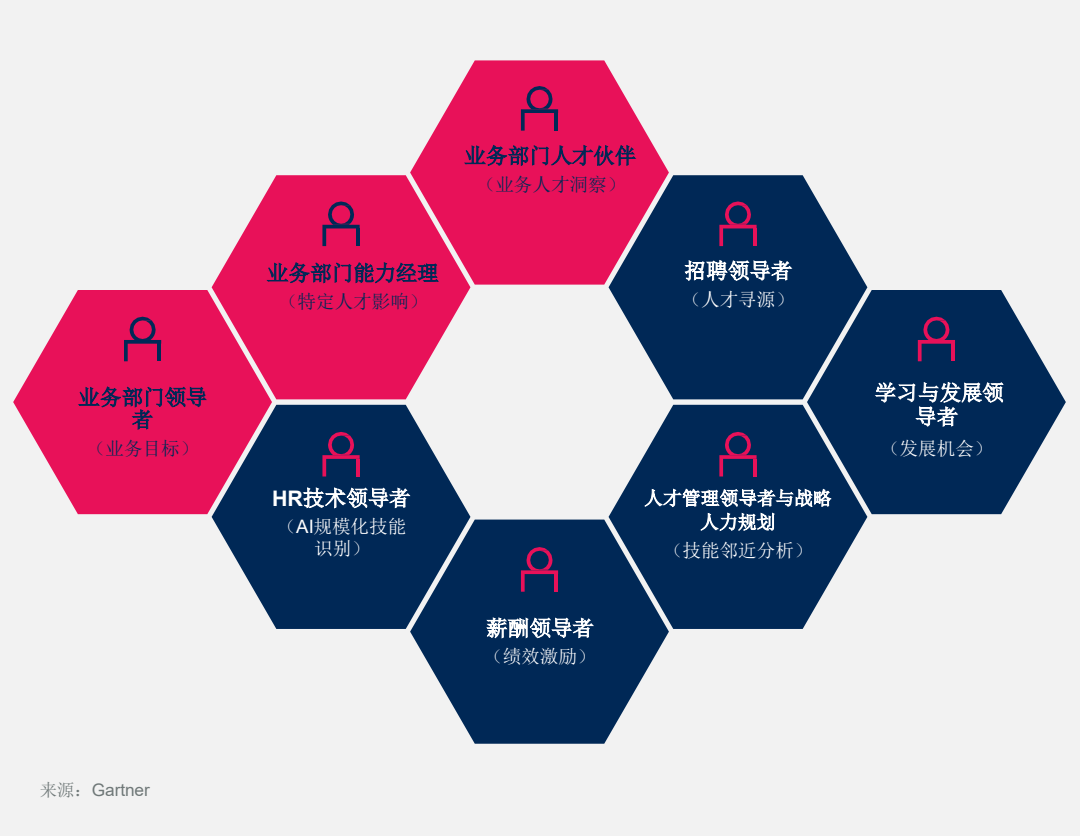 业务部门人才伙伴
（业务人才洞察）
业务部门能力经理
（特定人才影响）
招聘领导者
（人才寻源）
业务部门领导
者
（业务目标）
学习与发展领
导者
（发展机会）
HR技术领导者
（AI规模化技能
识别）
人才管理领导者与战略
人力规划
（技能邻近分析）
薪酬领导者
（绩效激励）
来源：Gartner